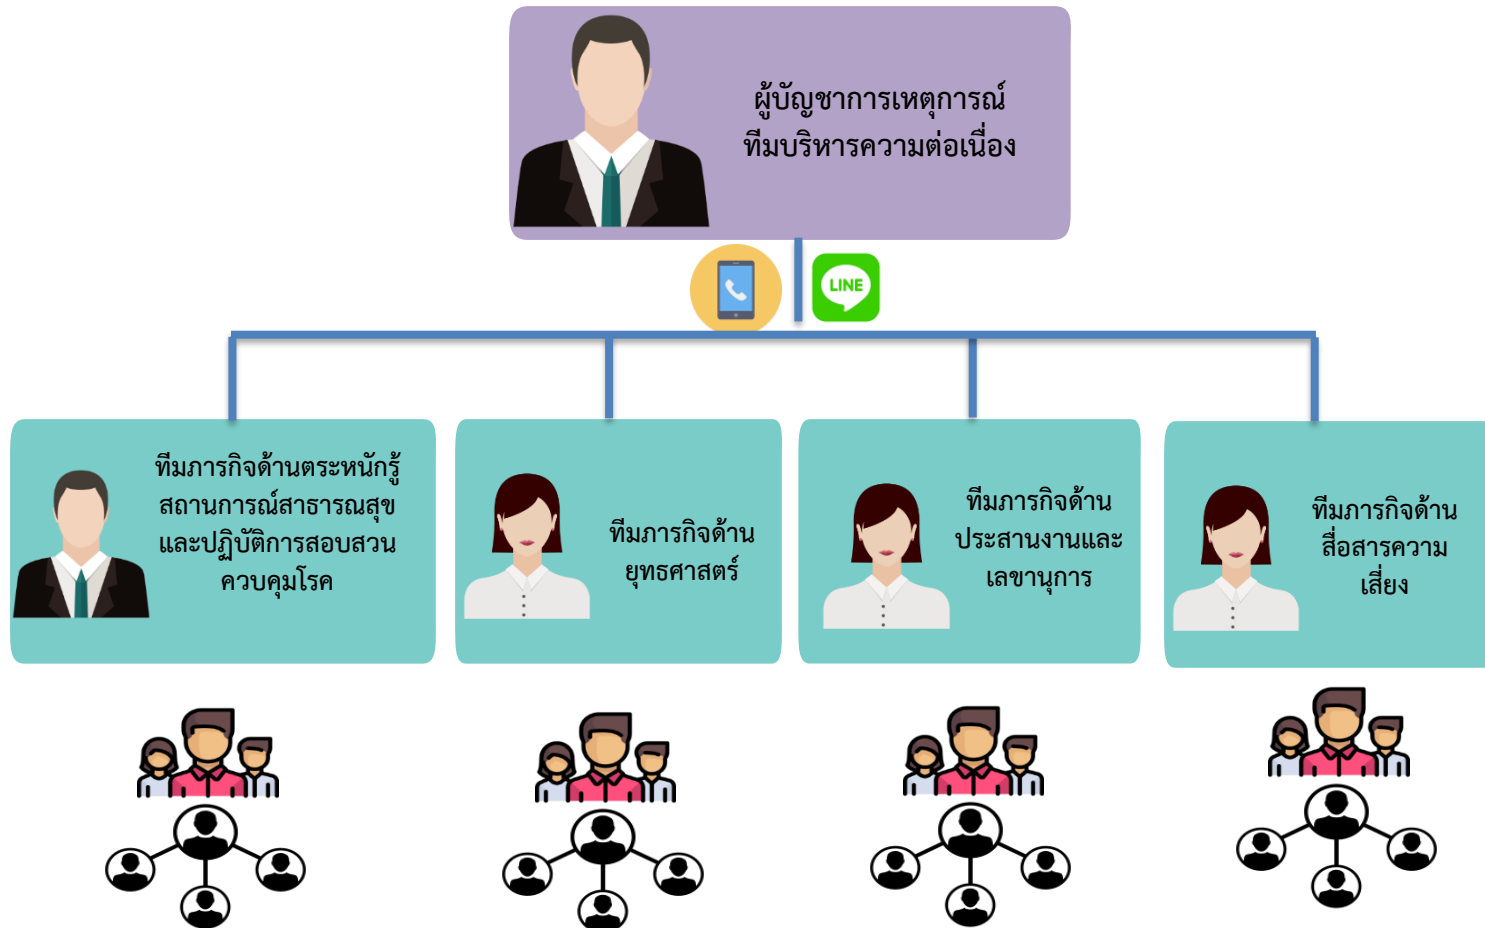 ผู้บัญชาการเหตุการณ์
ทีมบริหารความต่อเนื่อง
LINE
ทีมภารกิจด้านตระหนักรู้
สถานการณ์สาธารณสุข
และปฏิบัติการสอบสวน
ควบคุมโรค
ทีมภารกิจด้าน
ยุทธศาสตร์
ทีมภารกิจด้าน
ประสานงานและ
เลขานุการ
ทีมภารกิจด้าน
สื่อสารความ
เสี่ยง